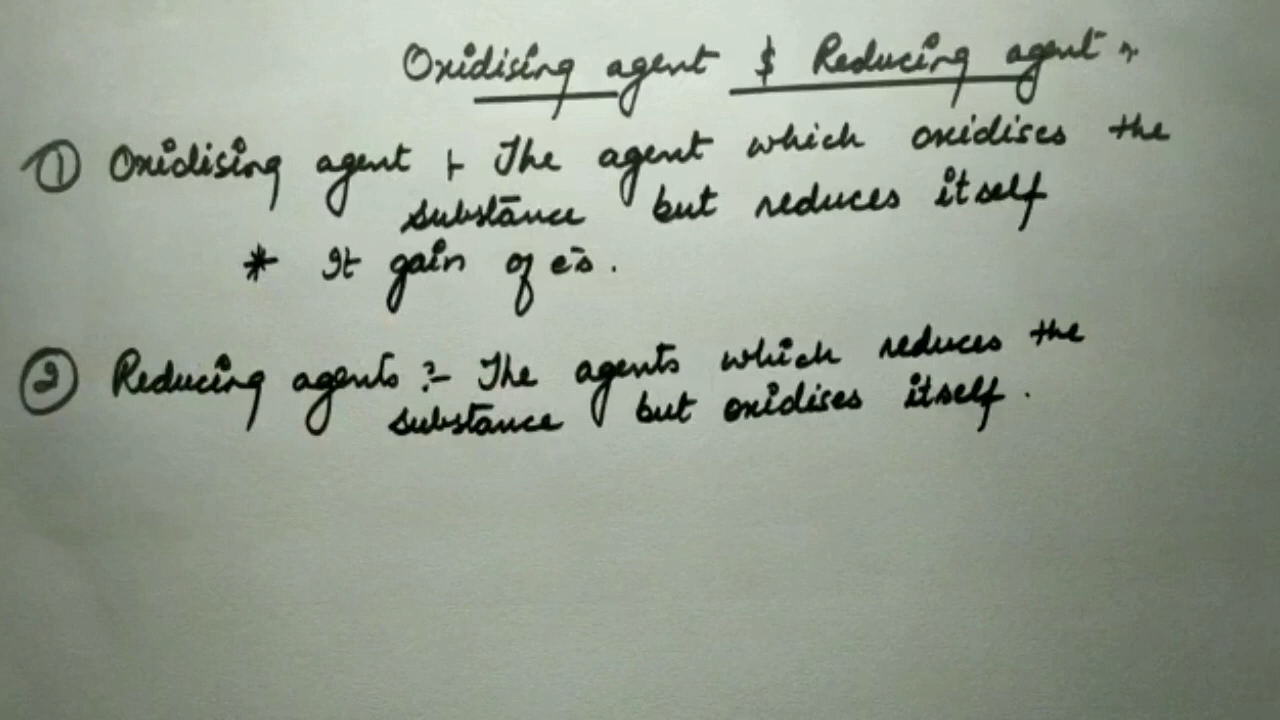 Oxidising agent $ Reducing agent :-
① Oxidising agent :- The agent which oxidises the
substance but reduces itself
* It gain of e-s.
② Reducing agents :- The agents which reduces the
substance but oxidises itself.